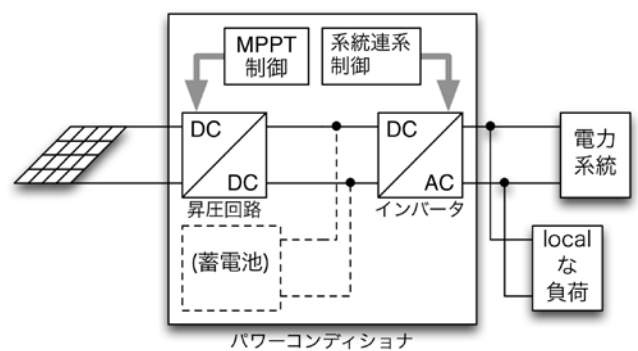 MPPT
制御
系統連系
制御
DC
DC
昇圧回路
DC
AC
インバータ
電力
系統
(蓄電池)
local
な
負荷
パワーコンディショナ